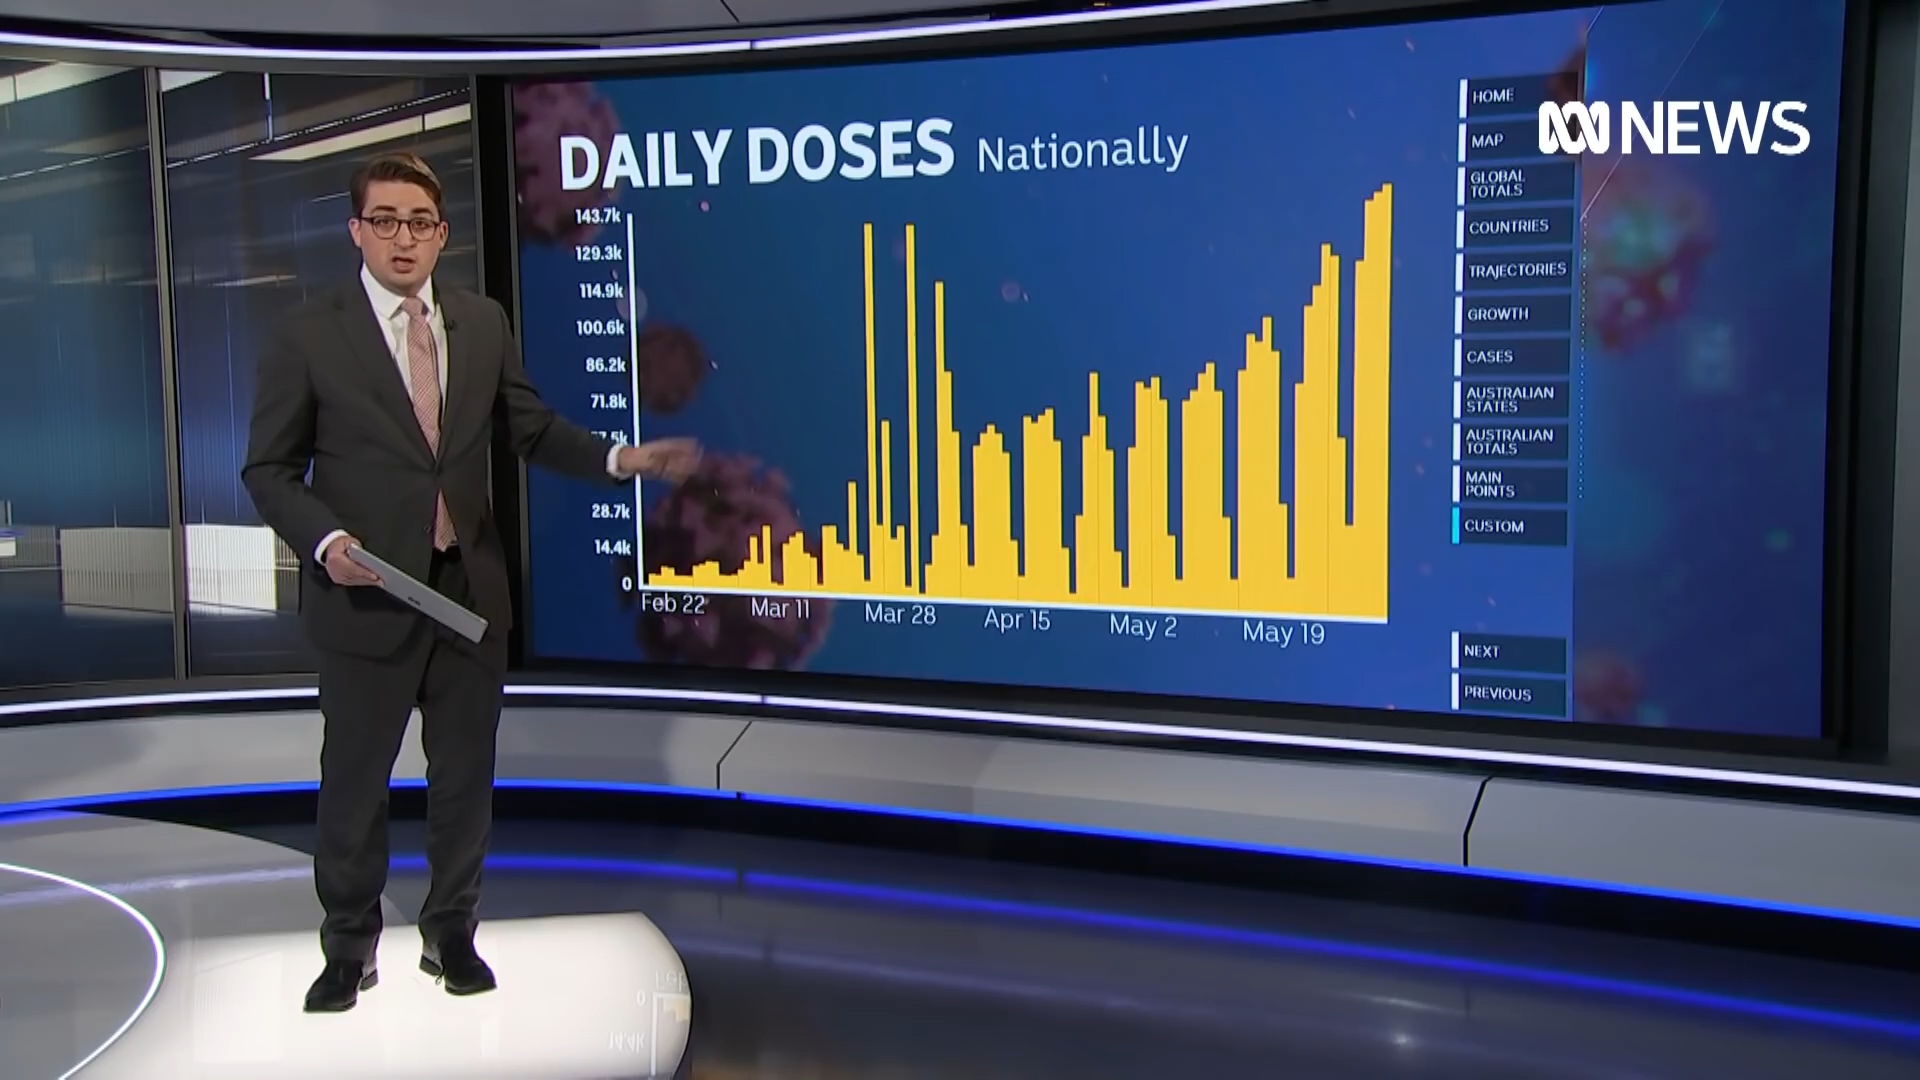 DAILY DOSES Nationally
143.7k
129.3k
114.9k
100.6k
86.2k
71.8k
28.7k
14.4k
0
Feb 22
Mar 11
Mar 28
Apr 15
May 2
May 19
HOME
MAP
GLOBAL
TOTALS
COUNTRIES
TRAJECTORIES
GROWTH
CASES
AUSTRALIAN
STATES
AUSTRALIAN
TOTALS
MAIN
POINTS
CUSTOM
NEXT
PREVIOUS
NEWS